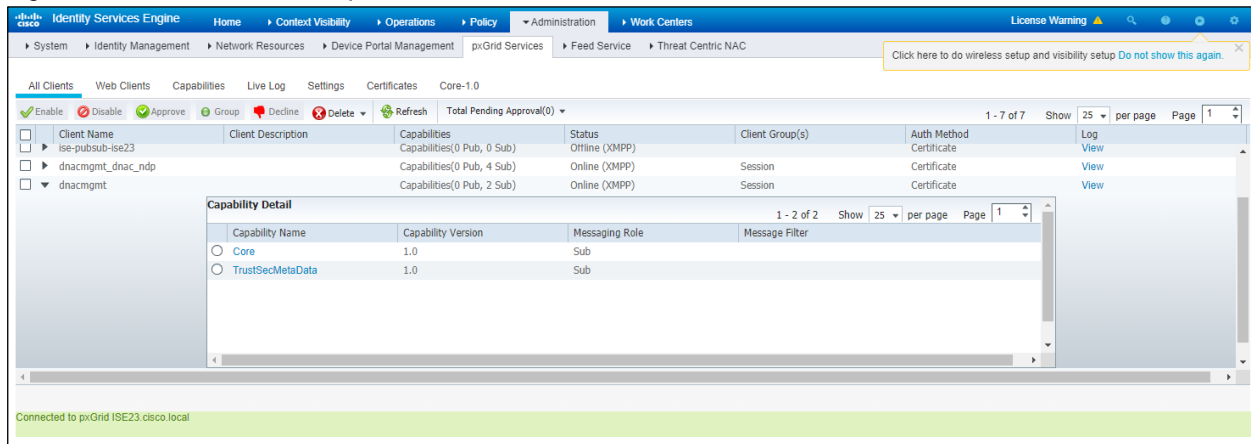 cisco Identity Services Engine Home Context Visibility Operations Policy Administration Work Centers License Warning
System Identity Management Network Resources Device Portal Management pxGrid Services Feed Service Threat Centric NAC
Click here to do wireless setup and visibility setup Do not show this again.
All Clients Web Clients Capabilities Live Log Settings Certificates Core-1.0
Enable Disable Approve Group Decline Delete Refresh Total Pending Approval(0) 1 - 7 of 7 Show 25 per page Page 1
Client Name Client Description Capabilities Status Client Group(s) Auth Method Log
ise-pubsub-ise23 Capabilities(0 Pub, 0 Sub) Offline (XMPP) Certificate View
dnacmgmt_dnac_ndp Capabilities(0 Pub, 4 Sub) Online (XMPP) Session Certificate View
dnacmgmt Capabilities(0 Pub, 2 Sub) Online (XMPP) Session Certificate View
Capability Detail 1 - 2 of 2 Show 25 per page Page 1
Capability Name Capability Version Messaging Role Message Filter
Core 1.0 Sub
TrustSecMetaData 1.0 Sub
Connected to pxGrid ISE23.cisco.local